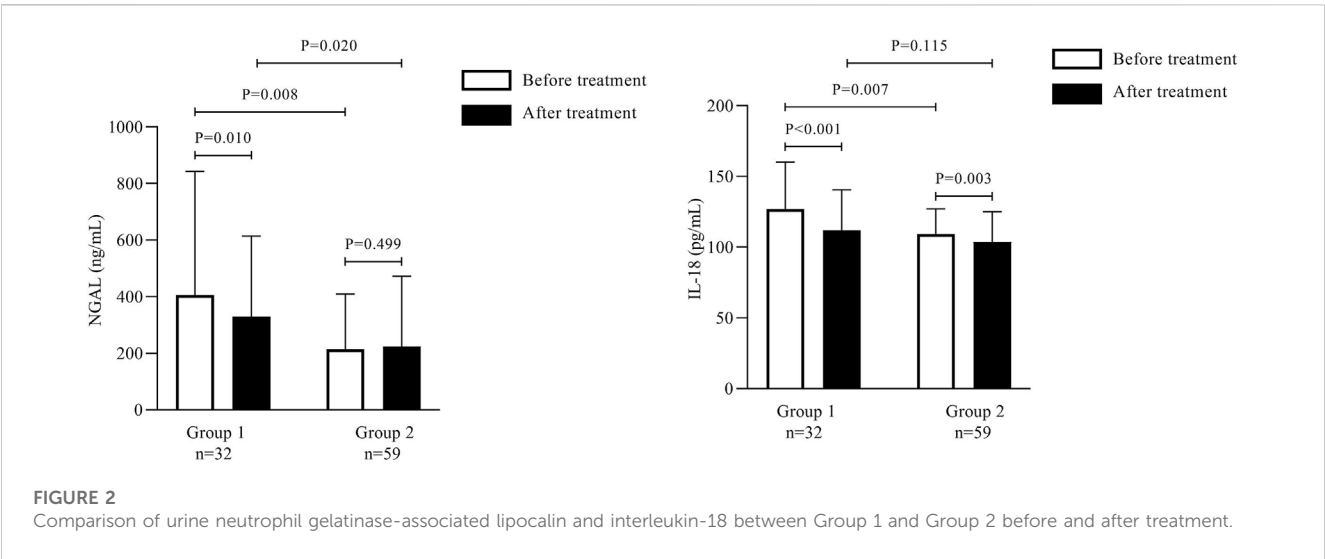 P=0.020
P=0.008
P=0.010
P=0.499
Before treatment
After treatment
NGAL (ng/mL)
1000
800
600
400
200
0
Group 1
n=32
Group 2
n=59
P=0.115
P=0.007
P<0.001
P=0.003
Before treatment
After treatment
IL-18 (pg/mL)
200
150
100
50
0
Group 1
n=32
Group 2
n=59
FIGURE 2
Comparison of urine neutrophil gelatinase-associated lipocalin and interleukin-18 between Group 1 and Group 2 before and after treatment.